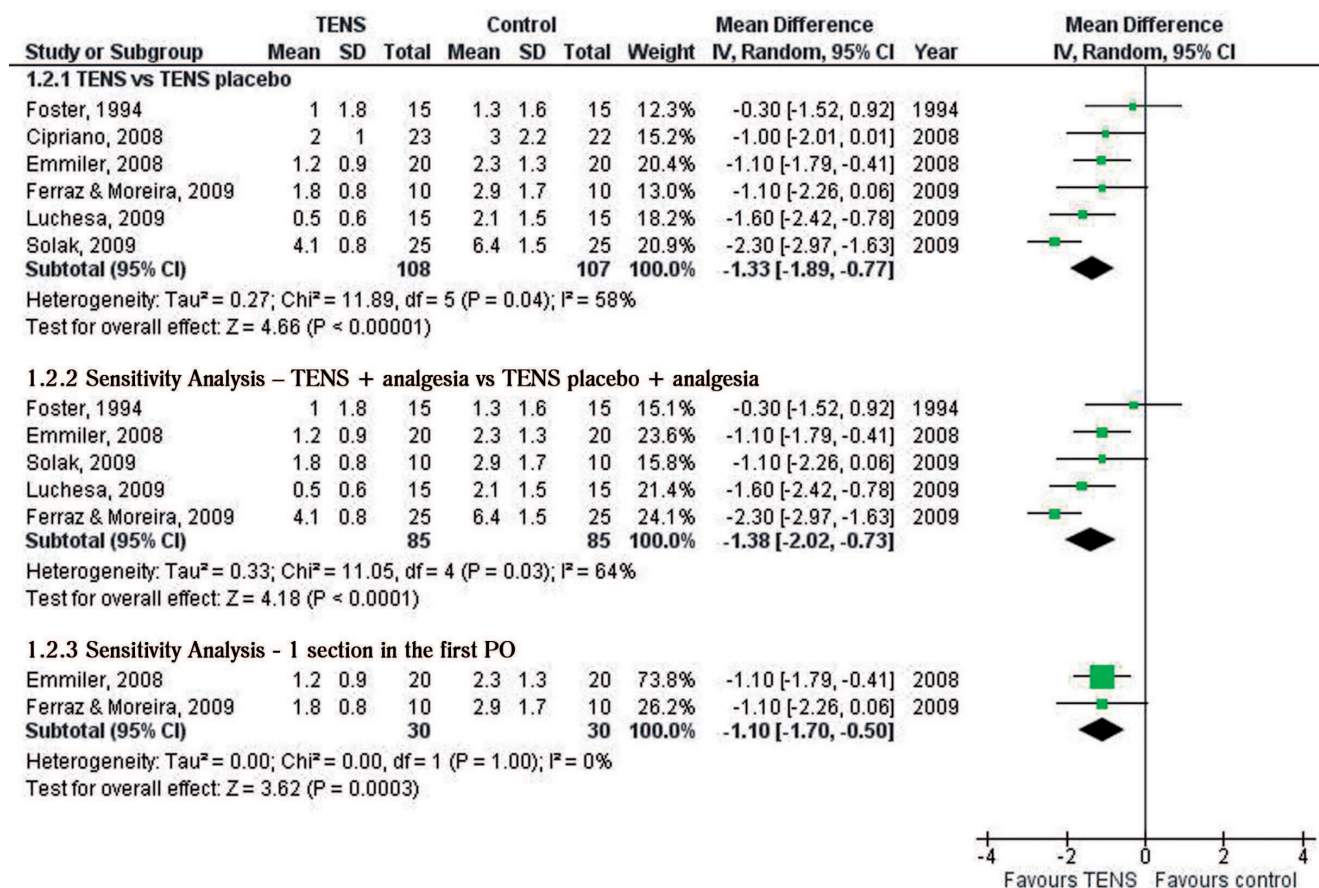 TENS Control Mean Difference Mean Difference
Study or Subgroup Mean SD Total Mean SD Total Weight IV, Random, 95% CI Year IV, Random, 95% CI
1.2.1 TENS vs TENS placebo
Foster, 1994 1 1.8 15 1.3 1.6 15 12.3% -0.30 [-1.52, 0.92] 1994
Cipriano, 2008 2 1 23 3 2.2 22 15.2% -1.00 [-2.01, 0.01] 2008
Emmiler, 2008 1.2 0.9 20 2.3 1.3 20 20.4% -1.10 [-1.79, -0.41] 2008
Ferraz & Moreira, 2009 1.8 0.8 10 2.9 1.7 10 13.0% -1.10 [-2.26, 0.06] 2009
Luchesa, 2009 0.5 0.6 15 2.1 1.5 15 18.2% -1.60 [-2.42, -0.78] 2009
Solak, 2009 4.1 0.8 25 6.4 1.5 25 20.9% -2.30 [-2.97, -1.63] 2009
Subtotal (95% CI) 108 107 100.0% -1.33 [-1.89, -0.77]
Heterogeneity: Tau² = 0.27; Chi² = 11.89, df = 5 (P = 0.04); I² = 58%
Test for overall effect: Z = 4.66 (P < 0.00001)
1.2.2 Sensitivity Analysis – TENS + analgesia vs TENS placebo + analgesia
Foster, 1994 1 1.8 15 1.3 1.6 15 15.1% -0.30 [-1.52, 0.92] 1994
Emmiler, 2008 1.2 0.9 20 2.3 1.3 20 23.6% -1.10 [-1.79, -0.41] 2008
Solak, 2009 1.8 0.8 10 2.9 1.7 10 15.8% -1.10 [-2.26, 0.06] 2009
Luchesa, 2009 0.5 0.6 15 2.1 1.5 15 21.4% -1.60 [-2.42, -0.78] 2009
Ferraz & Moreira, 2009 4.1 0.8 25 6.4 1.5 25 24.1% -2.30 [-2.97, -1.63] 2009
Subtotal (95% CI) 85 85 100.0% -1.38 [-2.02, -0.73]
Heterogeneity: Tau² = 0.33; Chi² = 11.05, df = 4 (P = 0.03); I² = 64%
Test for overall effect: Z = 4.18 (P < 0.0001)
1.2.3 Sensitivity Analysis - 1 section in the first PO
Emmiler, 2008 1.2 0.9 20 2.3 1.3 20 73.8% -1.10 [-1.79, -0.41] 2008
Ferraz & Moreira, 2009 1.8 0.8 10 2.9 1.7 10 26.2% -1.10 [-2.26, 0.06] 2009
Subtotal (95% CI) 30 30 100.0% -1.10 [-1.70, -0.50]
Heterogeneity: Tau² = 0.00; Chi² = 0.00, df = 1 (P = 1.00); I² = 0%
Test for overall effect: Z = 3.62 (P = 0.0003)
-4 -2 0 2 4
Favours TENS Favours control